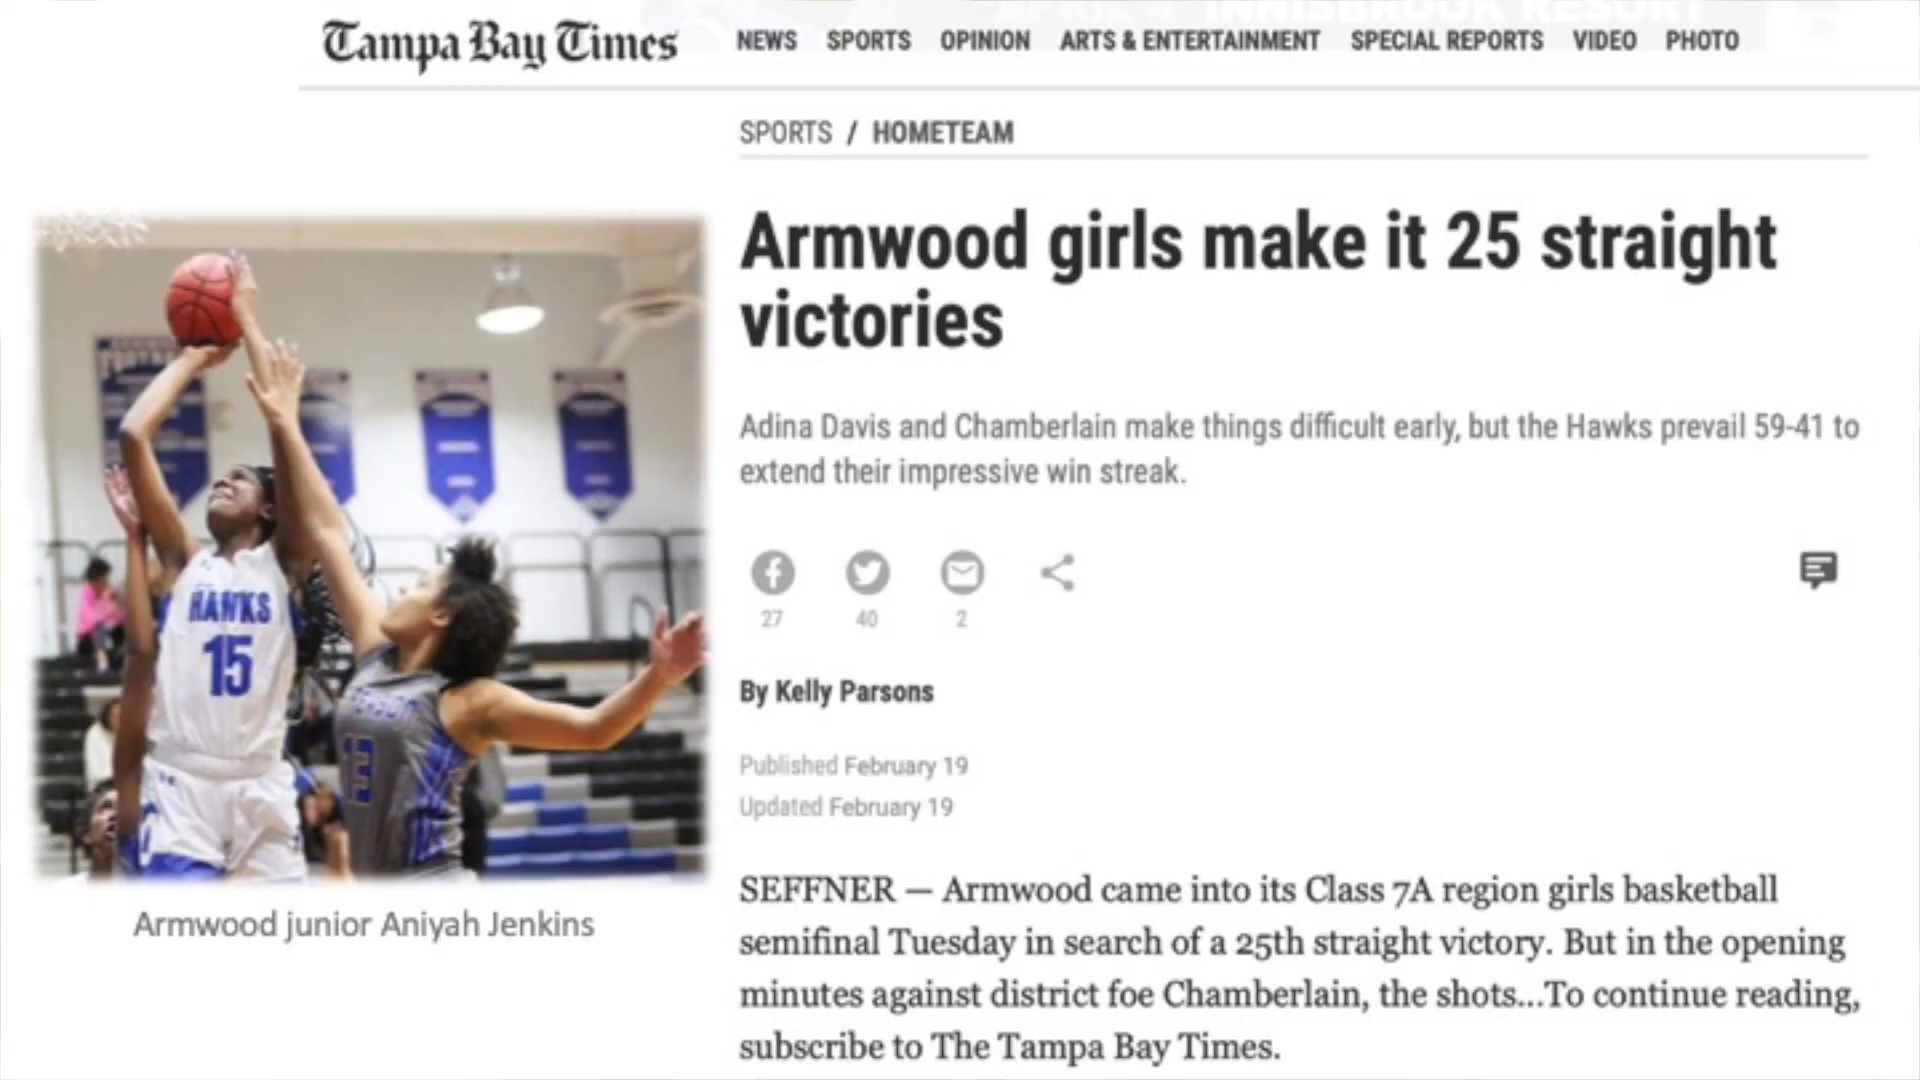 Tampa Bay Times
NEWS SPORTS OPINION ARTS & ENTERTAINMENT SPECIAL REPORTS VIDEO PHOTO
SPORTS / HOMETEAM
Armwood girls make it 25 straight
victories
Adina Davis and Chamberlain make things difficult early, but the Hawks prevail 59-41 to
extend their impressive win streak.
27 40 2
By Kelly Parsons
Published February 19
Updated February 19
SEFFNER — Armwood came into its Class 7A region girls basketball
semifinal Tuesday in search of a 25th straight victory. But in the opening
minutes against district foe Chamberlain, the shots...To continue reading,
subscribe to The Tampa Bay Times.
HAWKS
15
13
Armwood junior Aniyah Jenkins